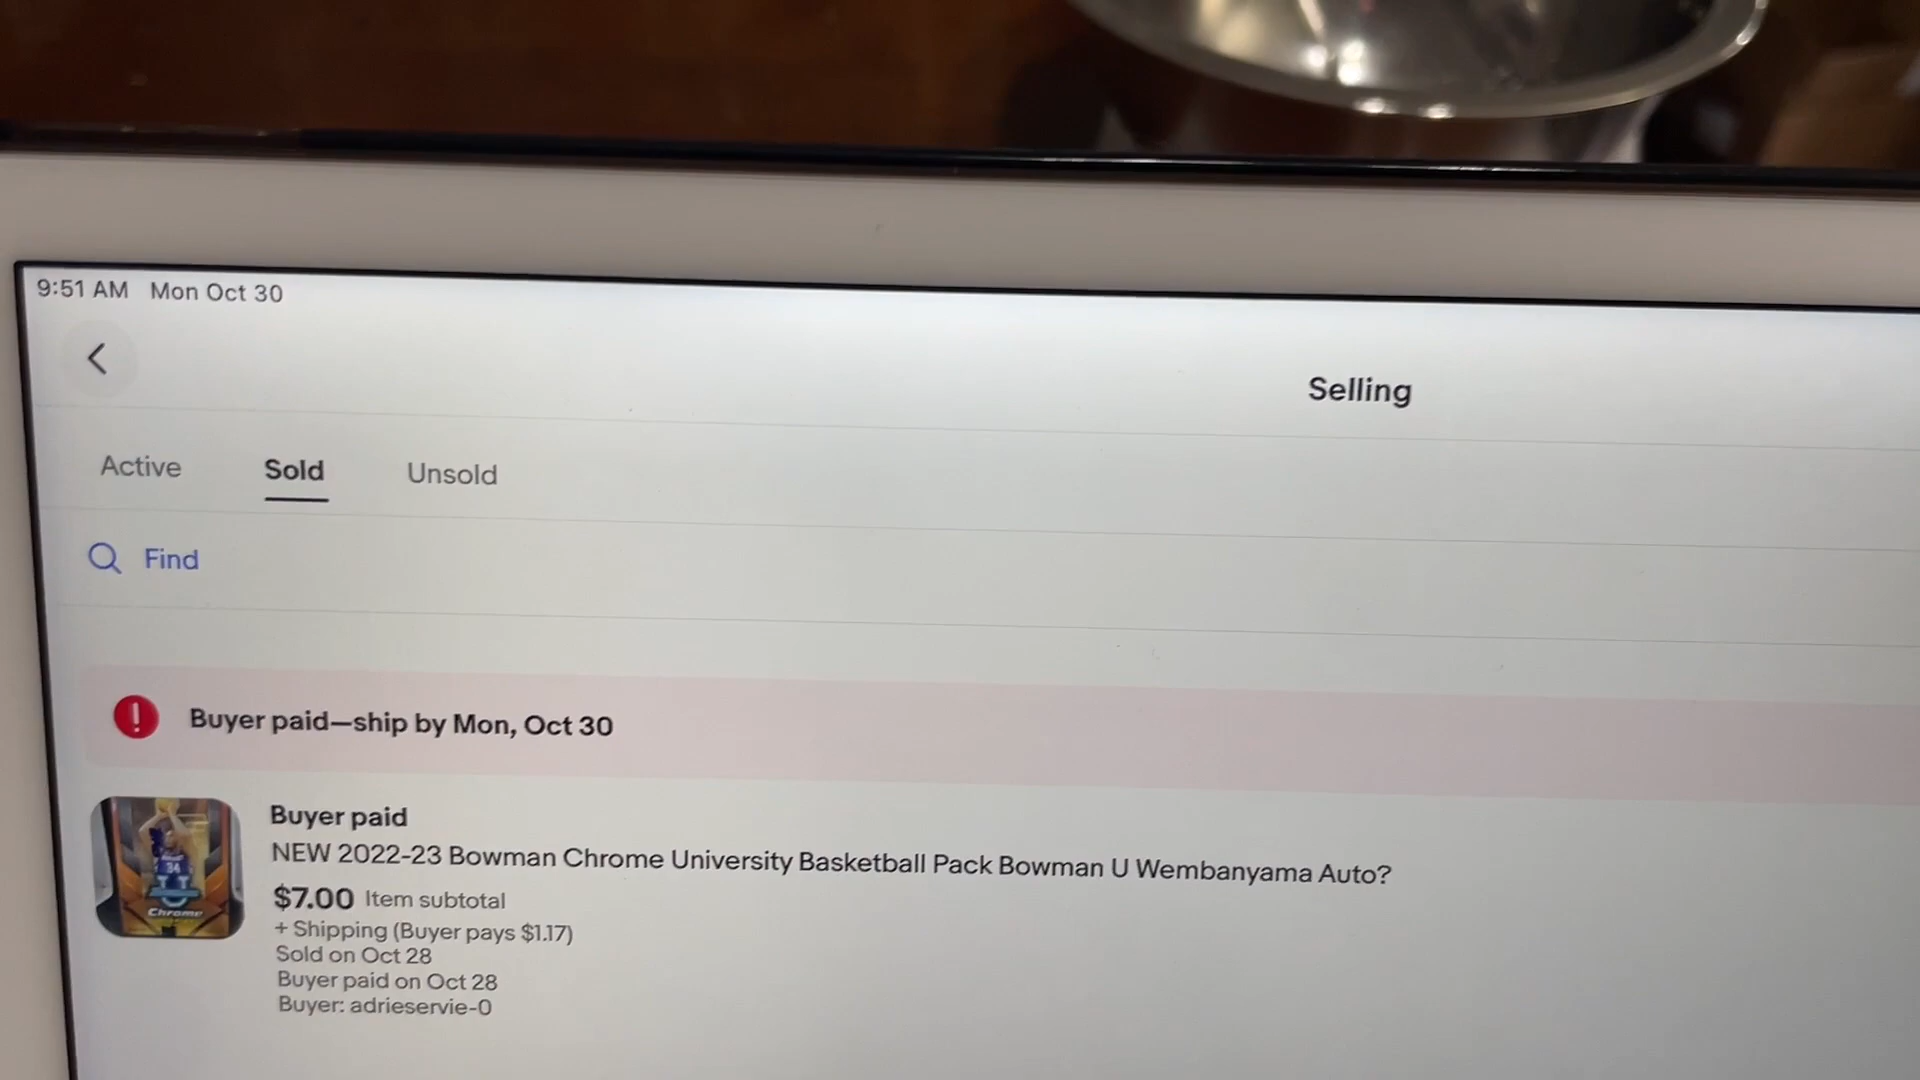 9:51 AM Mon Oct 30
Selling
Active Sold Unsold
Find
Buyer paid—ship by Mon, Oct 30
Buyer paid
NEW 2022-23 Bowman Chrome University Basketball Pack Bowman U Wembanyama Auto?
$7.00 Item subtotal
+ Shipping (Buyer pays $1.17)
Sold on Oct 28
Buyer paid on Oct 28
Buyer: adrieservie-0
34
U
Chrome